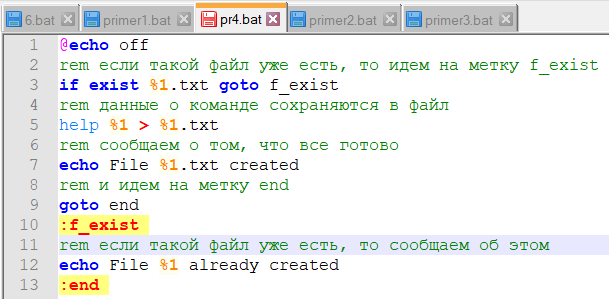 6.bat primer1.bat pr4.bat primer2.bat primer3.bat
1 @echo off
2 rem если такой файл уже есть, то идем на метку f_exist
3 if exist %1.txt goto f_exist
4 rem данные о команде сохраняются в файл
5 help %1 > %1.txt
6 rem сообщаем о том, что все готово
7 echo File %1.txt created
8 rem и идем на метку end
9 goto end
10 :f_exist
11 rem если такой файл уже есть, то сообщаем об этом
12 echo File %1 already created
13 :end